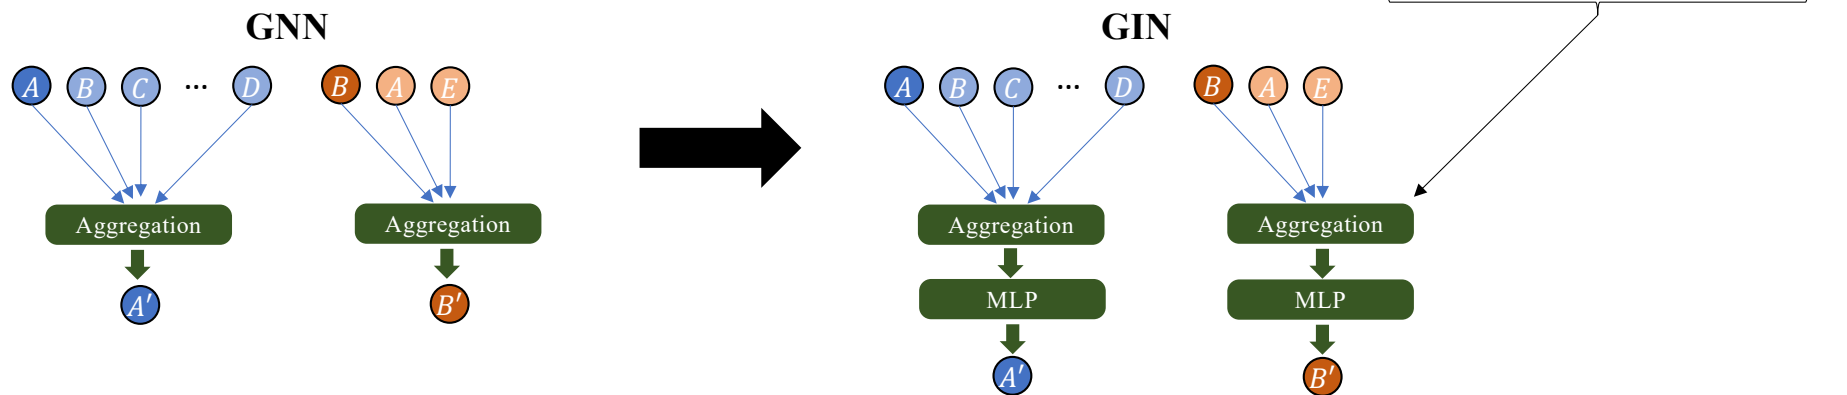 GNN
GIN
A B C ... D
B A E
A B C ... D
B A E
Aggregation
Aggregation
Aggregation
Aggregation
MLP
MLP
A′
B′
A′
B′